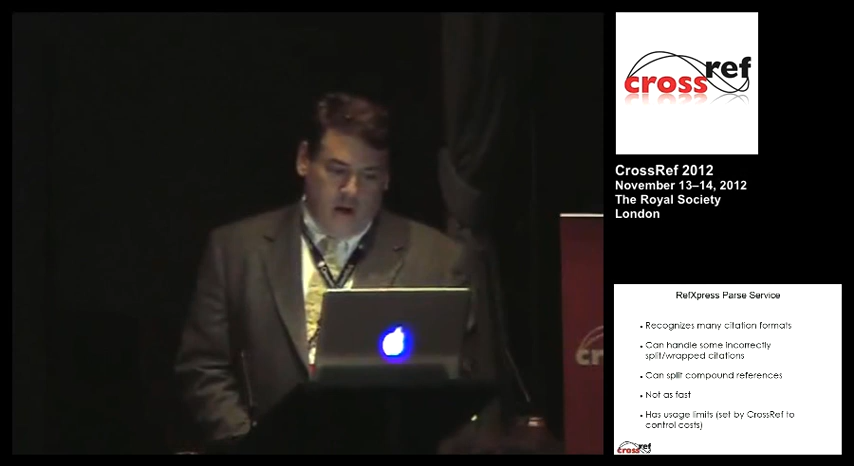 crossref
CrossRef 2012
November 13–14, 2012
The Royal Society
London
RefXpress Parse Service
• Recognizes many citation formats
• Can handle some incorrectly
split/wrapped citations
• Can split compound references
• Not as fast
• Has usage limits (set by CrossRef to
control costs)
crossref
cr